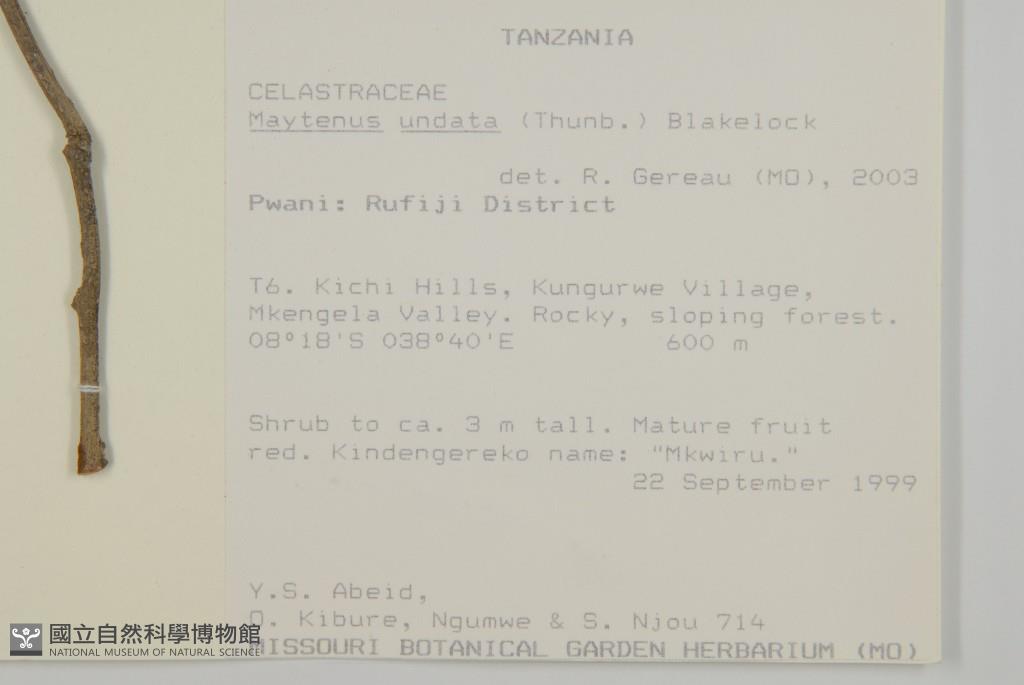 TANZANIA
CELASTRACEAE
Maytenus undata (Thunb.) Blakelock
det. R. Gereau (MO), 2003
Pwani: Rufiji District
T6. Kichi Hills, Kungurwe Village,
Mkengela Valley. Rocky, sloping forest.
08°18'S 038°40'E 600 m
Shrub to ca. 3 m tall. Mature fruit
red. Kindengereko name: "Mkwiru."
22 September 1999
Y.S. Abeid,
O. Kibure, Ngumwe & S. Njou 714
MISSOURI BOTANICAL GARDEN HERBARIUM (MO)
國立自然科學博物館
NATIONAL MUSEUM OF NATURAL SCIENCE